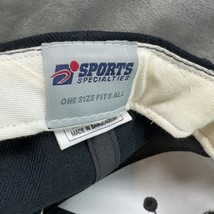 SPORTS
SPECIALTIES
ONE SIZE FITS ALL
MADE IN BANGLADESH